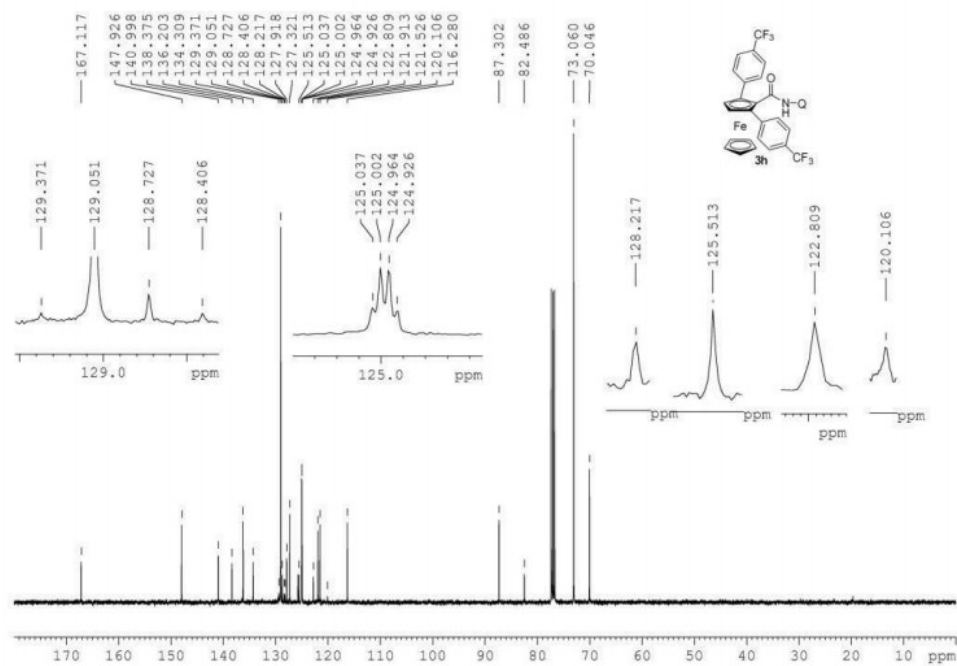 167.117
147.926
140.998
138.375
136.203
134.309
129.371
129.051
128.727
128.406
128.217
127.918
127.321
125.513
125.037
125.002
124.964
124.926
122.809
121.913
121.526
120.106
116.280
87.302
82.486
73.060
70.046
CF3
O
N-Q
H
Fe
CF3
3h
129.371
129.051
128.727
128.406
129.0 ppm
125.037
125.002
124.964
124.926
125.0 ppm
128.217
ppm
125.513
ppm
122.809
ppm
120.106
ppm
170 160 150 140 130 120 110 100 90 80 70 60 50 40 30 20 10 ppm